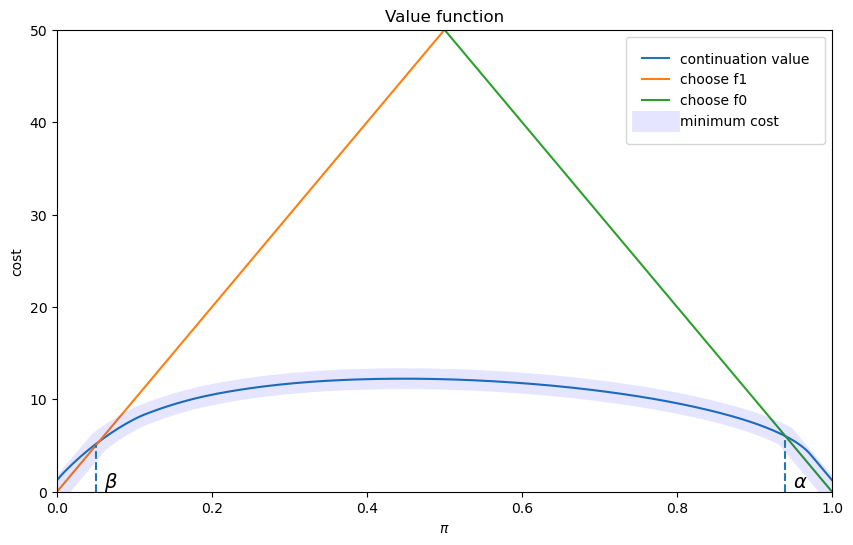 Value function
50
40
30
20
10
0
cost
continuation value
choose f1
choose f0
minimum cost
β
α
0.0
0.2
0.4
0.6
0.8
1.0
π